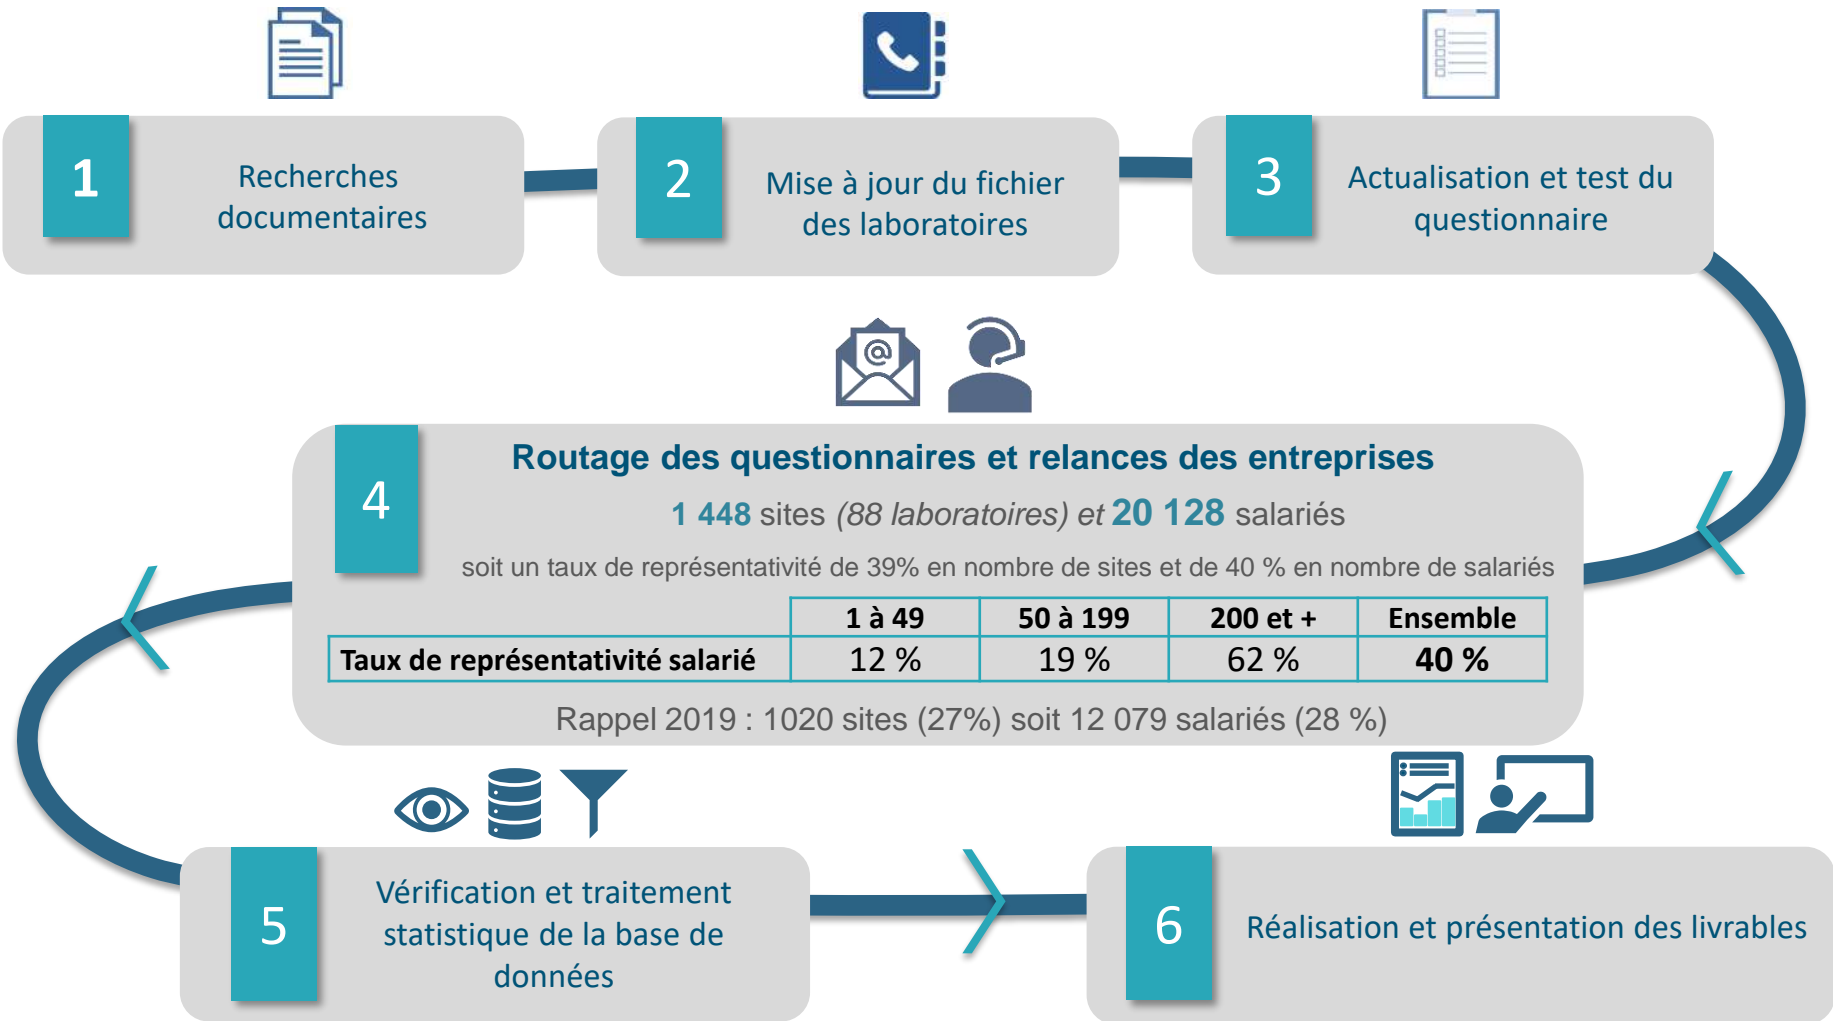 1
Recherches
documentaires
2
Mise à jour du fichier
des laboratoires
3
Actualisation et test du
questionnaire
@
4
Routage des questionnaires et relances des entreprises
1 448 sites (88 laboratoires) et 20 128 salariés
soit un taux de représentativité de 39% en nombre de sites et de 40 % en nombre de salariés
1 à 49 50 à 199 200 et + Ensemble
Taux de représentativité salarié 12 % 19 % 62 % 40 %
Rappel 2019 : 1020 sites (27%) soit 12 079 salariés (28 %)
5
Vérification et traitement
statistique de la base de
données
6
Réalisation et présentation des livrables